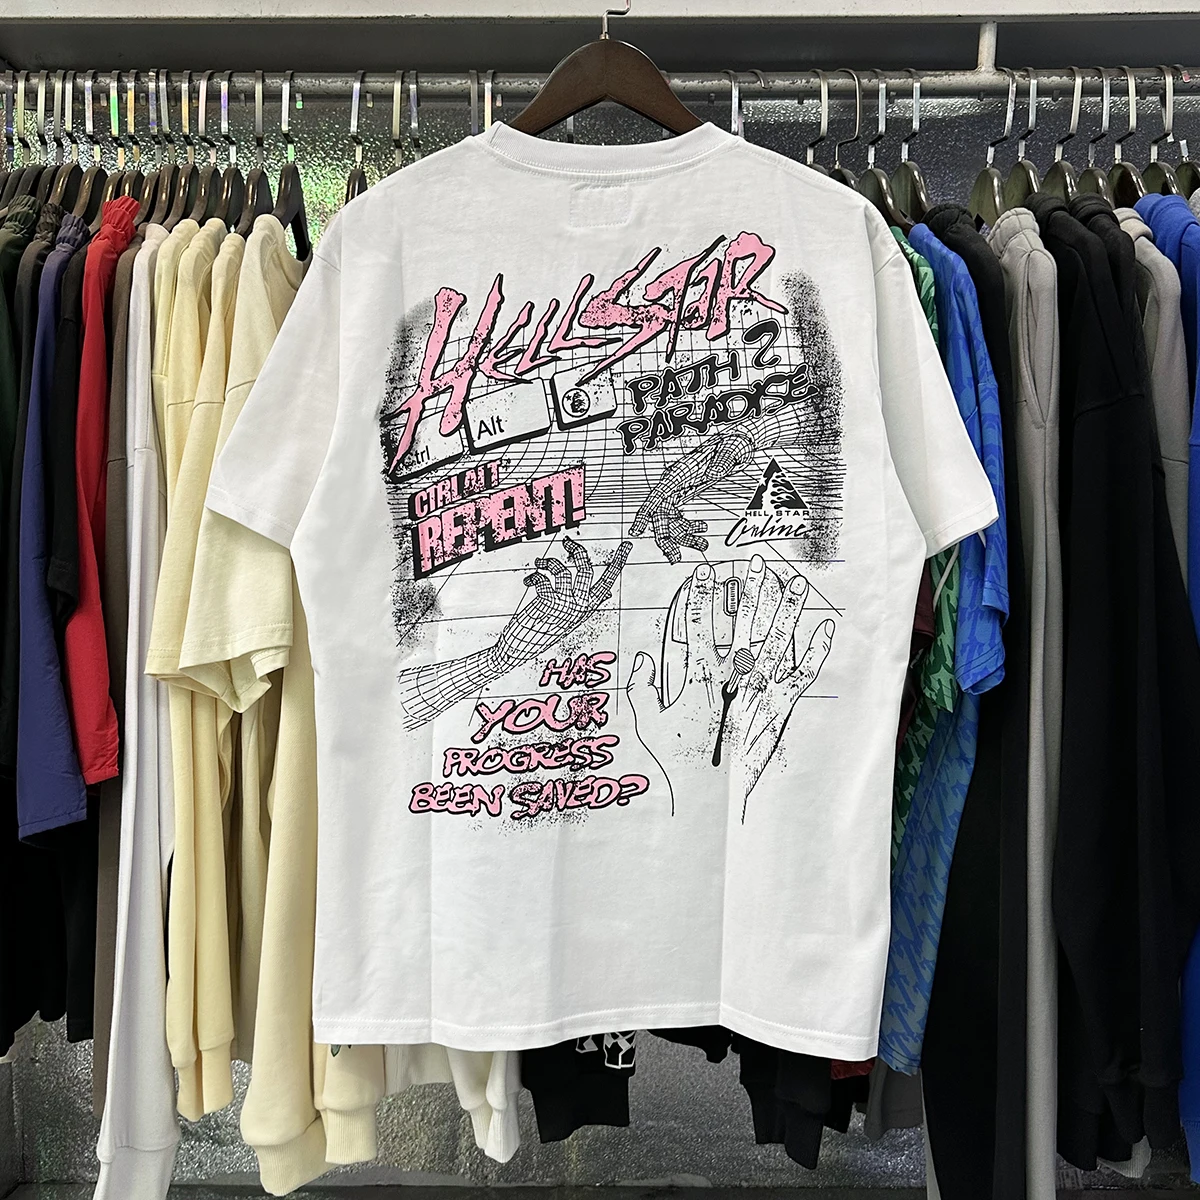 HELLSTAR
PATH 2
PARADISE
Ctrl
Alt
CTRL ALT
REPENT!
HELL STAR
Online
HAS
YOUR
PROGRESS
BEEN SAVED?